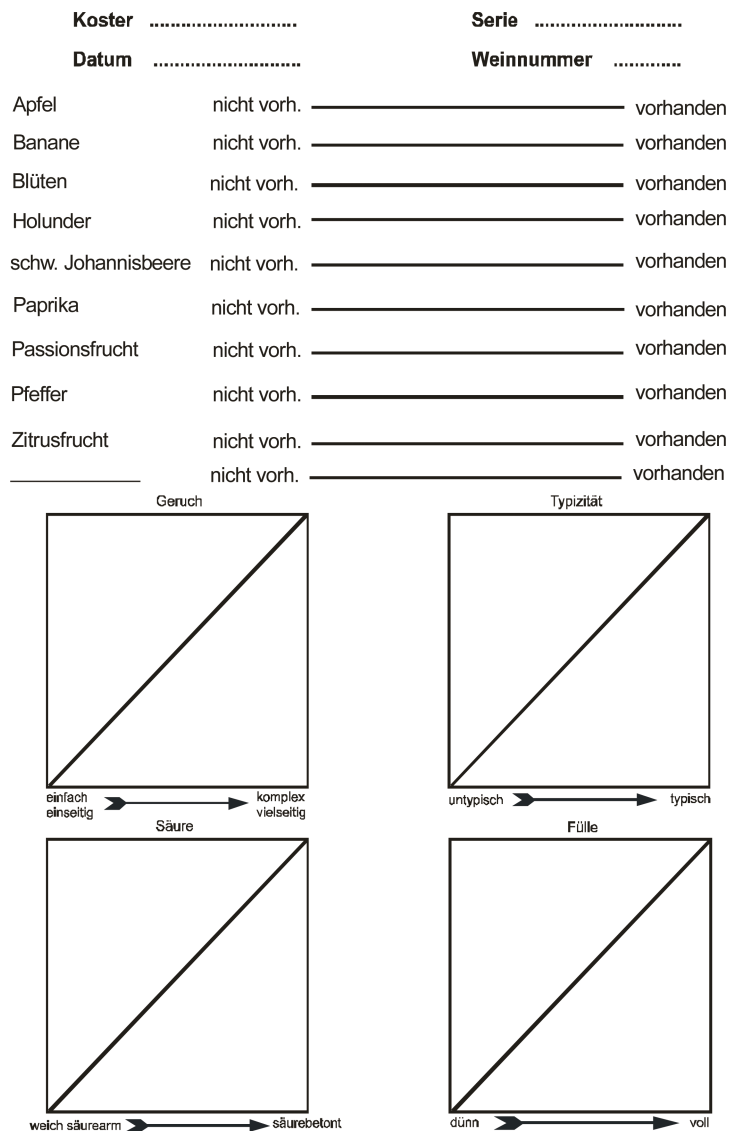 Koster ........................ Serie ........................
Datum ........................ Weinnummer ...........
Apfel nicht vorh. vorhanden
Banane nicht vorh. vorhanden
Blüten nicht vorh. vorhanden
Holunder nicht vorh. vorhanden
schw. Johannisbeere nicht vorh. vorhanden
Paprika nicht vorh. vorhanden
Passionsfrucht nicht vorh. vorhanden
Pfeffer nicht vorh. vorhanden
Zitrusfrucht nicht vorh. vorhanden
____________ nicht vorh. vorhanden
Geruch Typizität
einfach komplex untypisch typisch
einseitig vielseitig
Säure Fülle
weich säurearm säurebetont dünn voll